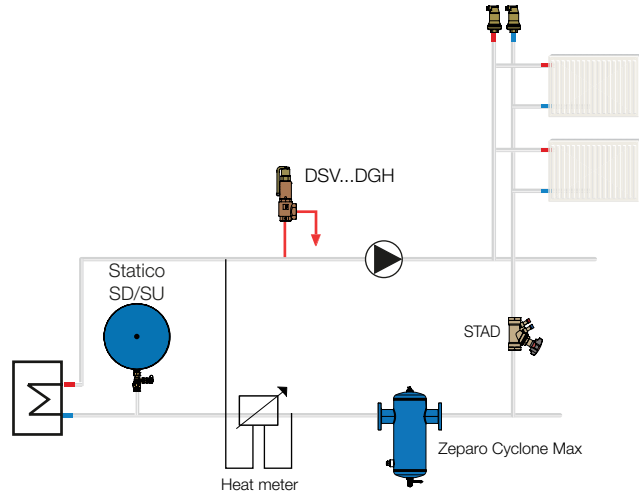 DSV...DGH
Statico
SD/SU
STAD
Zeparo Cyclone Max
Heat meter